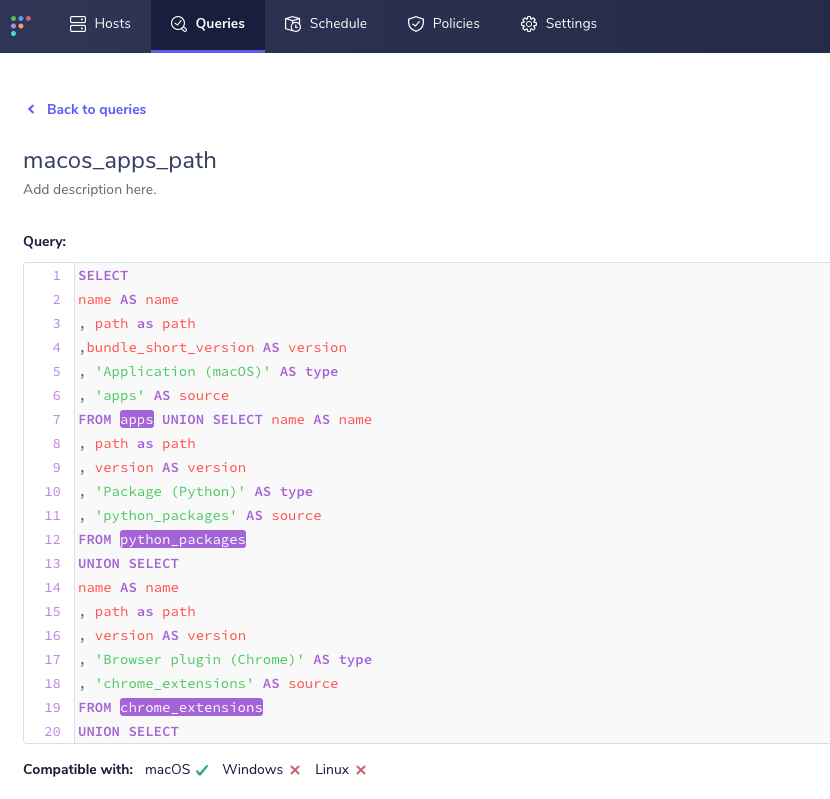 Hosts Queries Schedule Policies Settings
Back to queries
macos_apps_path
Add description here.
Query:
1 SELECT
2 name AS name
3 , path as path
4 ,bundle_short_version AS version
5 , 'Application (macOS)' AS type
6 , 'apps' AS source
7 FROM apps UNION SELECT name AS name
8 , path as path
9 , version AS version
10 , 'Package (Python)' AS type
11 , 'python_packages' AS source
12 FROM python_packages
13 UNION SELECT
14 name AS name
15 , path as path
16 , version AS version
17 , 'Browser plugin (Chrome)' AS type
18 , 'chrome_extensions' AS source
19 FROM chrome_extensions
20 UNION SELECT
Compatible with: macOS Windows Linux